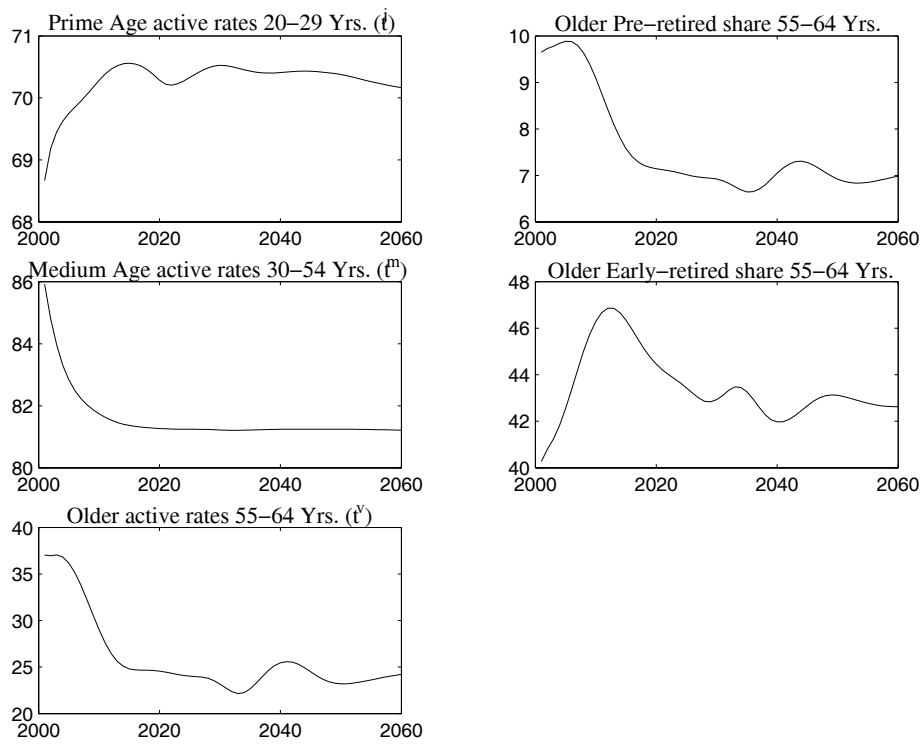 Prime Age active rates 20−29 Yrs. (t^j)
71
70
69
68
2000 2020 2040 2060
Older Pre−retired share 55−64 Yrs.
10
9
8
7
6
2000 2020 2040 2060
Medium Age active rates 30−54 Yrs. (t^m)
86
84
82
80
2000 2020 2040 2060
Older Early−retired share 55−64 Yrs.
48
46
44
42
40
2000 2020 2040 2060
Older active rates 55−64 Yrs. (t^v)
40
35
30
25
20
2000 2020 2040 2060